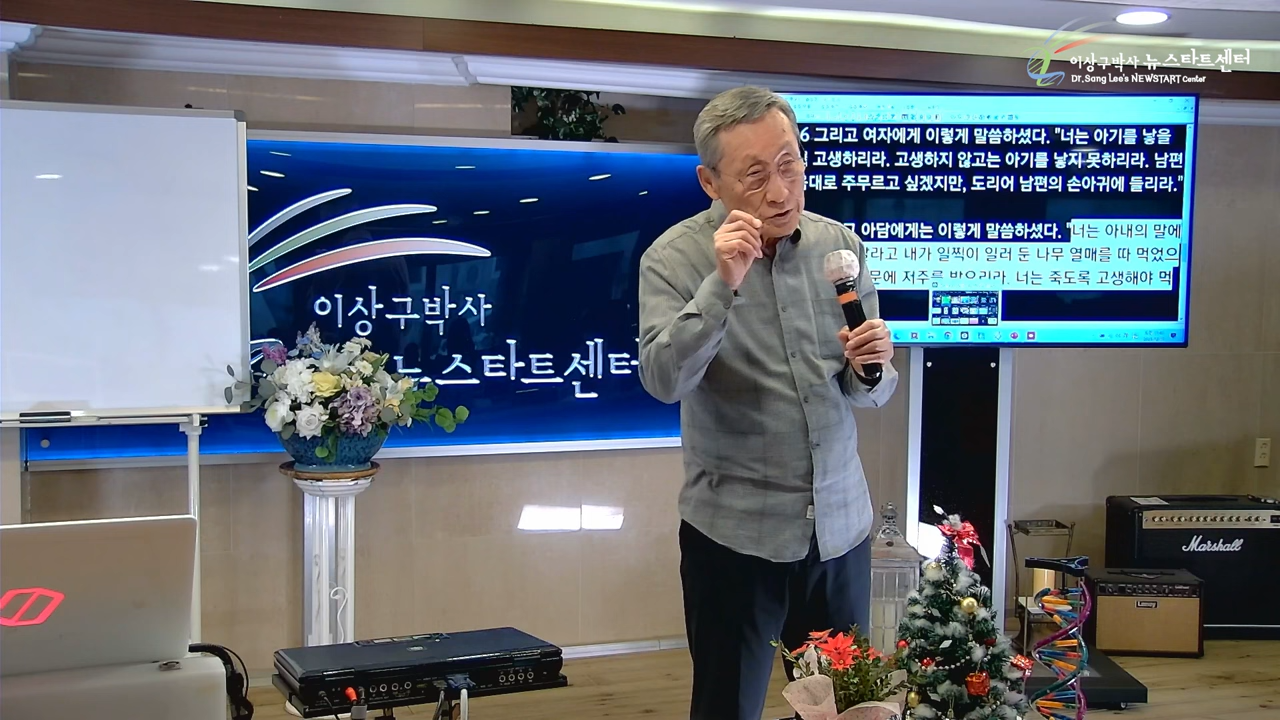 이상구박사 뉴스타트센터
Dr. Sang Lee's NEWSTART Center
6 그리고 여자에게 이렇게 말씀하셨다. "너는 아기를 낳을
고생하리라. 고생하지 않고는 아기를 낳지 못하리라. 남편
대로 주무르고 싶겠지만, 도리어 남편의 손아귀에 들리라."
아담에게는 이렇게 말씀하셨다. "너는 아내의 말에
말라고 내가 일찍이 일러 둔 나무 열매를 따 먹었으
문에 저주를 받으리라. 너는 죽도록 고생해야 먹
이상구박사
뉴스타트센터
Marshall
Laney